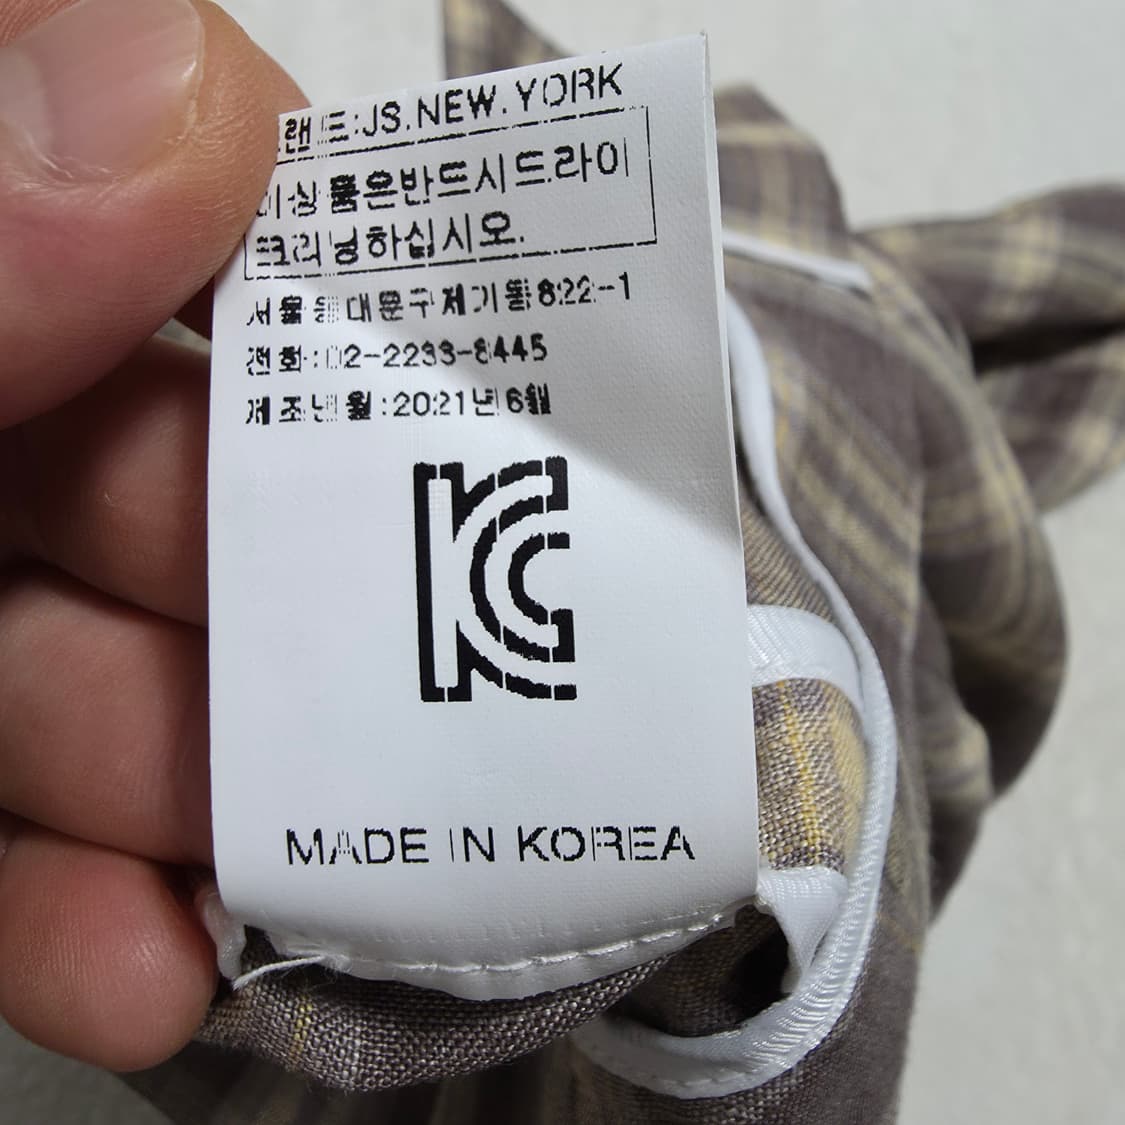 브랜드:JS.NEW.YORK
이상품은반드시드라이
크리닝하십시오.
서울동대문구제기동822-1
전화:02-2233-8445
제조년월:2021년6월
KC
MADE IN KOREA